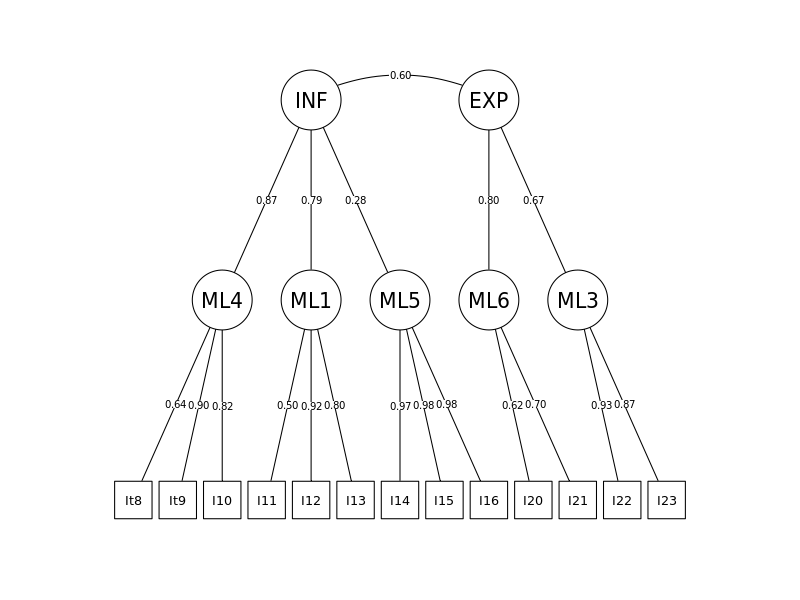 0.60
INF EXP
0.87 0.79 0.28 0.80 0.67
ML4 ML1 ML5 ML6 ML3
0.64 0.90 0.82 0.50 0.92 0.80 0.97 0.98 0.98 0.62 0.70 0.93 0.87
It8 It9 I10 I11 I12 I13 I14 I15 I16 I20 I21 I22 I23